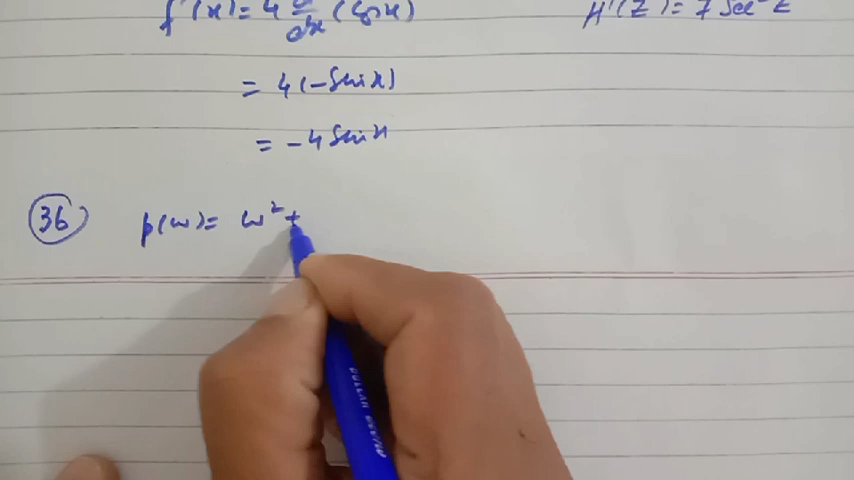 f'(x) = 4 d/dx (cos x)
H'(z) = 7 sec² z
= 4 (-sin x)
= -4 sin x
36 p(w) = w² +